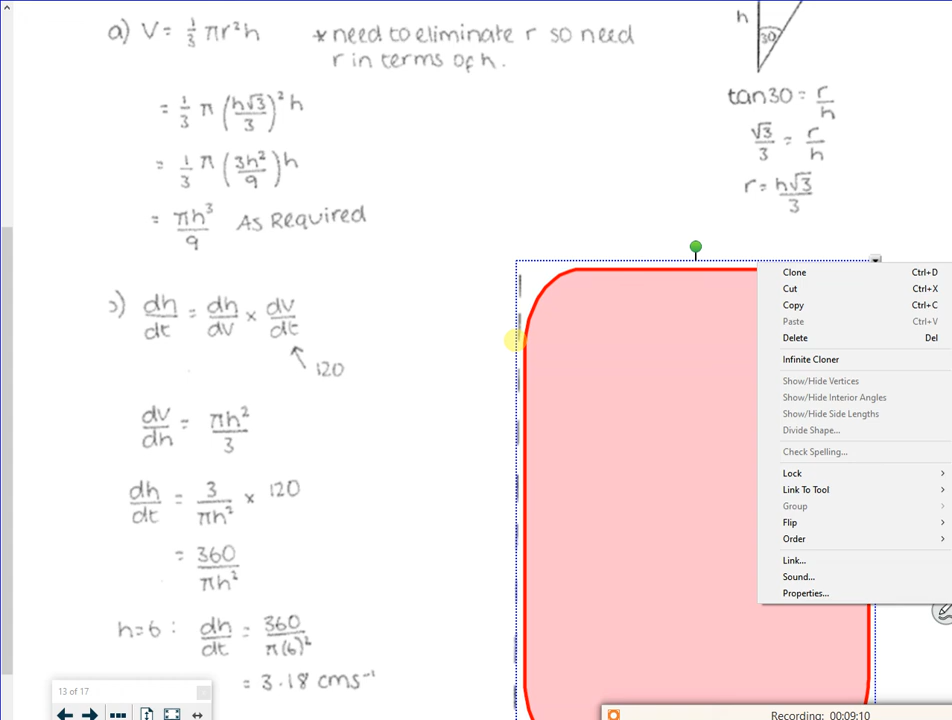 a) V = 1/3 πr²h * need to eliminate r so need
r in terms of h.
= 1/3 π (h√3/3)² h
= 1/3 π (3h²/9) h
= πh³/9 As Required
h
30
tan30 = r/h
√3/3 = r/h
r = h√3/3
) dh/dt = dh/dv × dv/dt
120
dv/dh = πh²/3
dh/dt = 3/πh² × 120
= 360/πh²
h=6 : dh/dt = 360/π(6)²
= 3.18 cms⁻¹
Clone Ctrl+D
Cut Ctrl+X
Copy Ctrl+C
Paste Ctrl+V
Delete Del
Infinite Cloner
Show/Hide Vertices
Show/Hide Interior Angles
Show/Hide Side Lengths
Divide Shape...
Check Spelling...
Lock
Link To Tool
Group
Flip
Order
Link...
Sound...
Properties...
13 of 17
Recording: 00:09:10